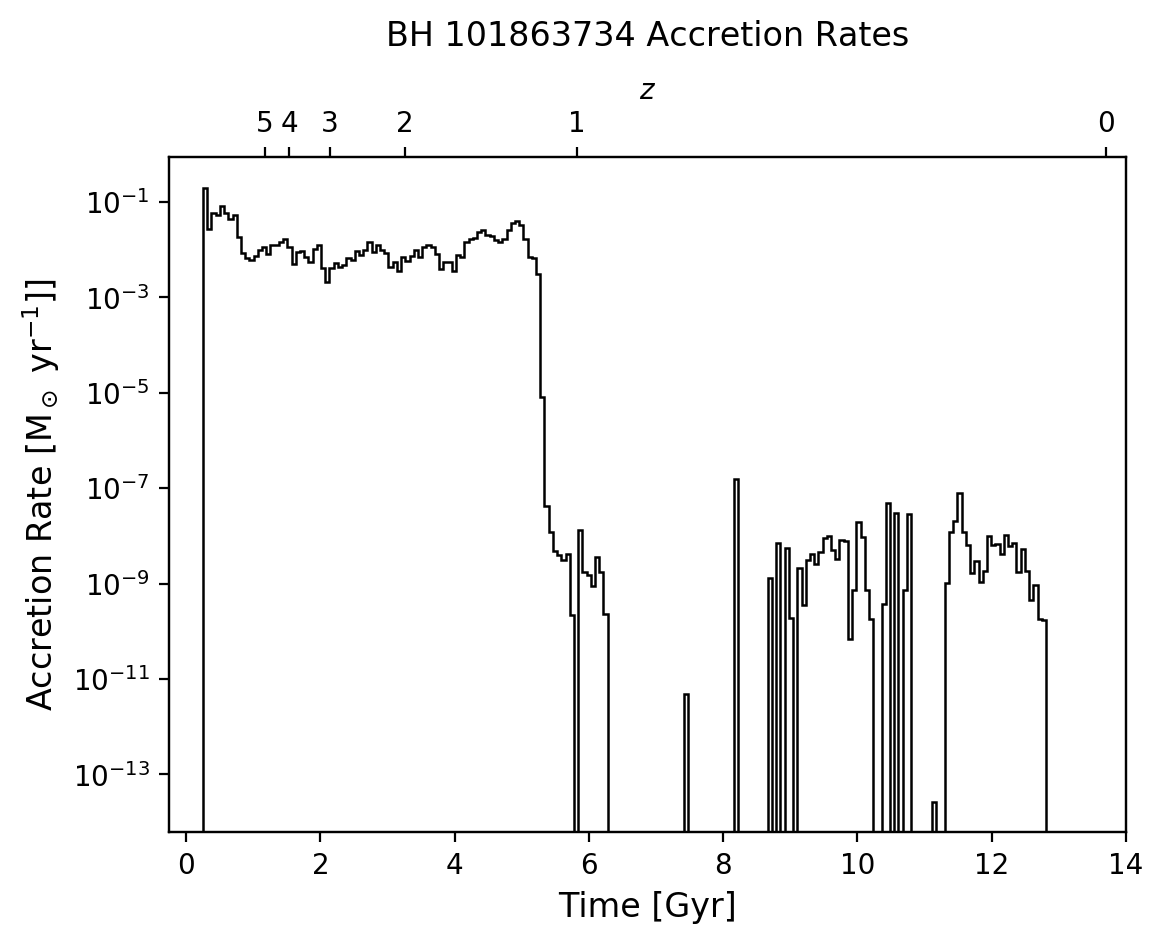 BH 101863734 Accretion Rates
z
5 4 3 2 1 0
10⁻¹
10⁻³
10⁻⁵
10⁻⁷
10⁻⁹
10⁻¹¹
10⁻¹³
Accretion Rate [M⊙ yr⁻¹]]
0 2 4 6 8 10 12 14
Time [Gyr]